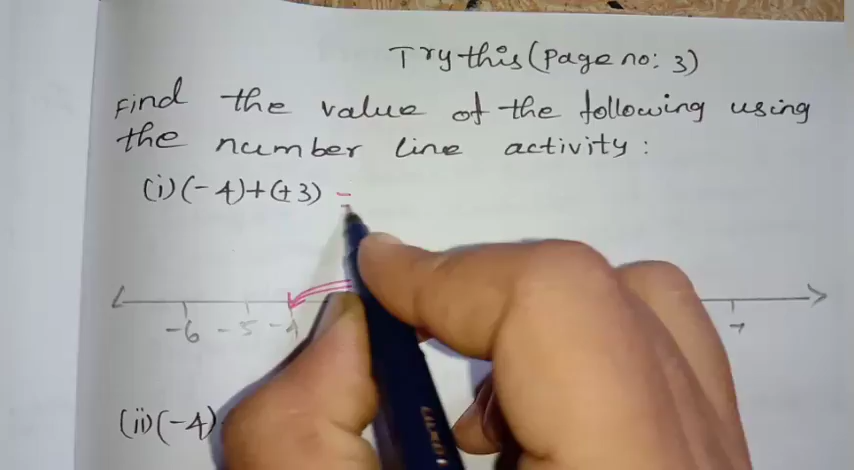 Try this (page no: 3)
Find the value of the following using
the number line activity:
(i) (-4)+(+3) =
-6 -5 -4
(ii) (-4)